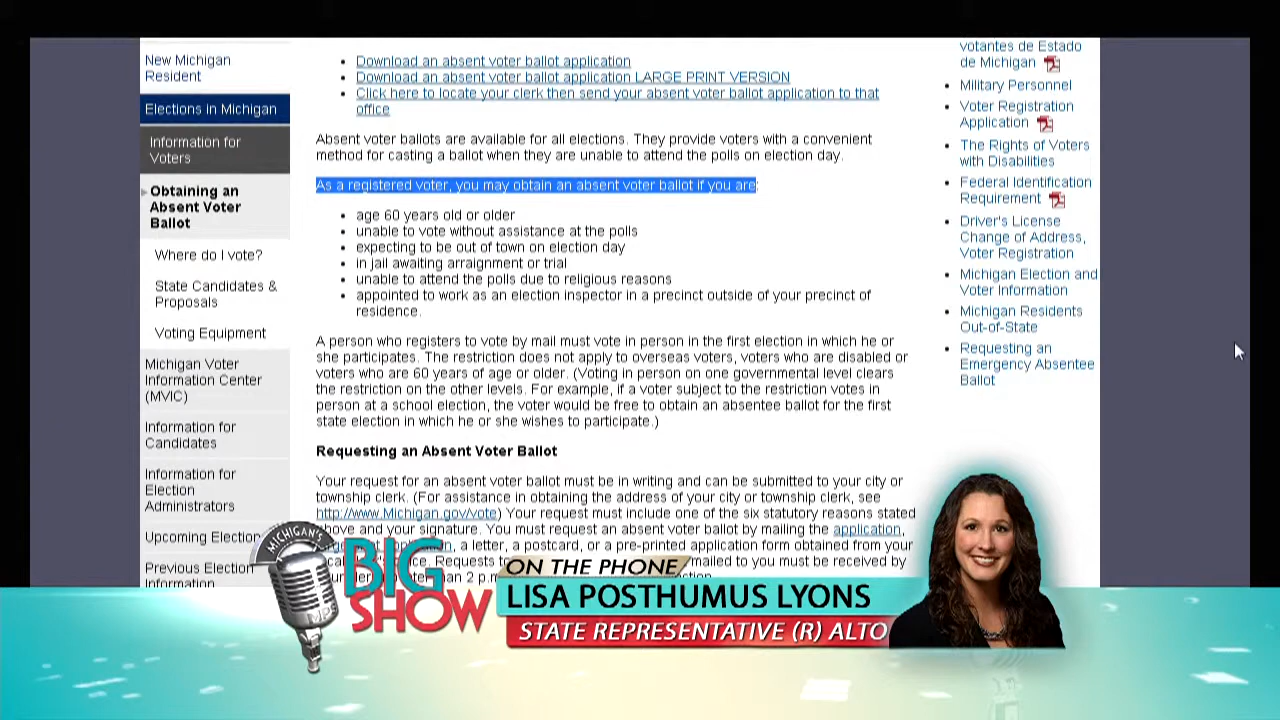 New Michigan
Resident
Elections in Michigan
Information for
Voters
Obtaining an
Absent Voter
Ballot
Where do I vote?
State Candidates &
Proposals
Voting Equipment
Michigan Voter
Information Center
(MVIC)
Information for
Candidates
Information for
Election
Administrators
Upcoming Election
Previous Election
Information
Download an absent voter ballot application
Download an absent voter ballot application LARGE PRINT VERSION
Click here to locate your clerk then send your absent voter ballot application to that
office
Absent voter ballots are available for all elections. They provide voters with a convenient
method for casting a ballot when they are unable to attend the polls on election day.
As a registered voter, you may obtain an absent voter ballot if you are:
age 60 years old or older
unable to vote without assistance at the polls
expecting to be out of town on election day
in jail awaiting arraignment or trial
unable to attend the polls due to religious reasons
appointed to work as an election inspector in a precinct outside of your precinct of
residence.
A person who registers to vote by mail must vote in person in the first election in which he or
she participates. The restriction does not apply to overseas voters, voters who are disabled or
voters who are 60 years of age or older. (Voting in person on one governmental level clears
the restriction on the other levels. For example, if a voter subject to the restriction votes in
person at a school election, the voter would be free to obtain an absentee ballot for the first
state election in which he or she wishes to participate.)
Requesting an Absent Voter Ballot
Your request for an absent voter ballot must be in writing and can be submitted to your city or
township clerk. (For assistance in obtaining the address of your city or township clerk, see
http://www.Michigan.gov/vote) Your request must include one of the six statutory reasons stated
above and your signature. You must request an absent voter ballot by mailing the application,
a letter, a postcard, or a pre-printed application form obtained from your
Requests mailed to you must be received by
than 2 p.m.
votantes de Estado
de Michigan
Military Personnel
Voter Registration
Application
The Rights of Voters
with Disabilities
Federal Identification
Requirement
Driver's License
Change of Address,
Voter Registration
Michigan Election and
Voter Information
Michigan Residents
Out-of-State
Requesting an
Emergency Absentee
Ballot
MICHIGAN'S
BIG
SHOW
ON THE PHONE
LISA POSTHUMUS LYONS
STATE REPRESENTATIVE (R) ALTO